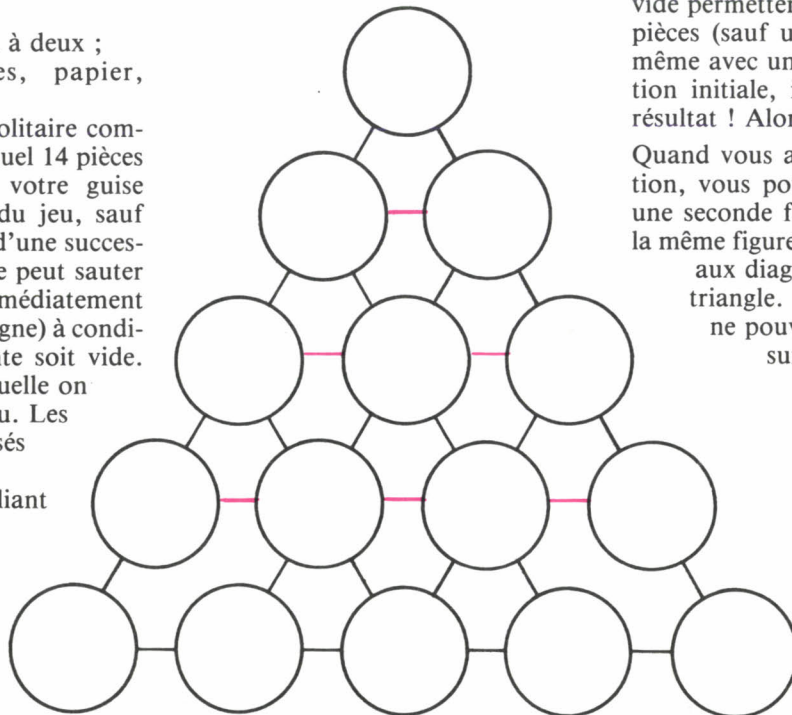 à deux ;
es, papier,
olitaire com-
uel 14 pièces
votre guise
du jeu, sauf
d'une succes-
e peut sauter
médiatement
gne) à condi-
te soit vide.
uelle on
u. Les
sés
liant
vide permetten
pièces (sauf u
même avec un
tion initiale, i
résultat ! Alor
Quand vous a
tion, vous po
une seconde f
la même figure
aux diag
triangle.
ne pouv
su